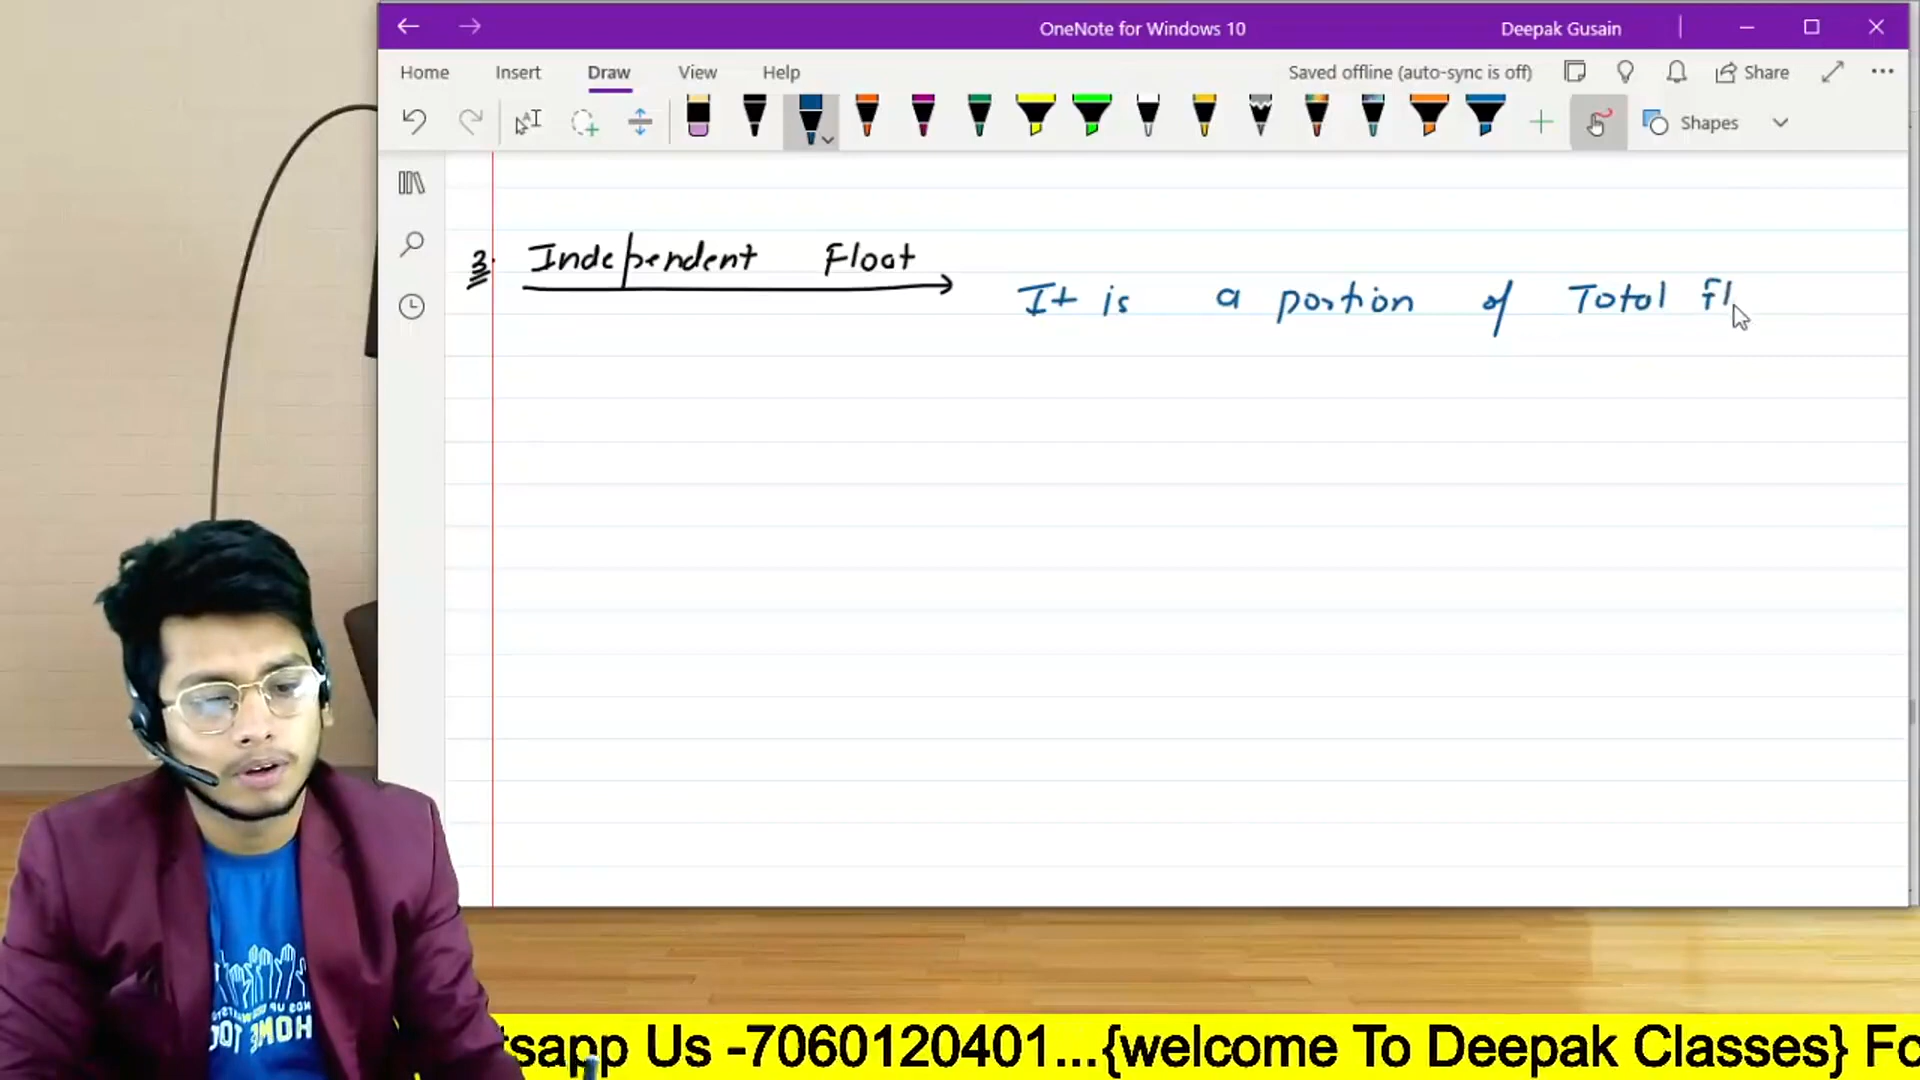 OneNote for Windows 10
Deepak Gusain
Home Insert Draw View Help
Saved offline (auto-sync is off)
Share
Shapes
3. Independent Float
It is a portion of Total Fl
HOME
tsapp Us -7060120401...{welcome To Deepak Classes} Fo